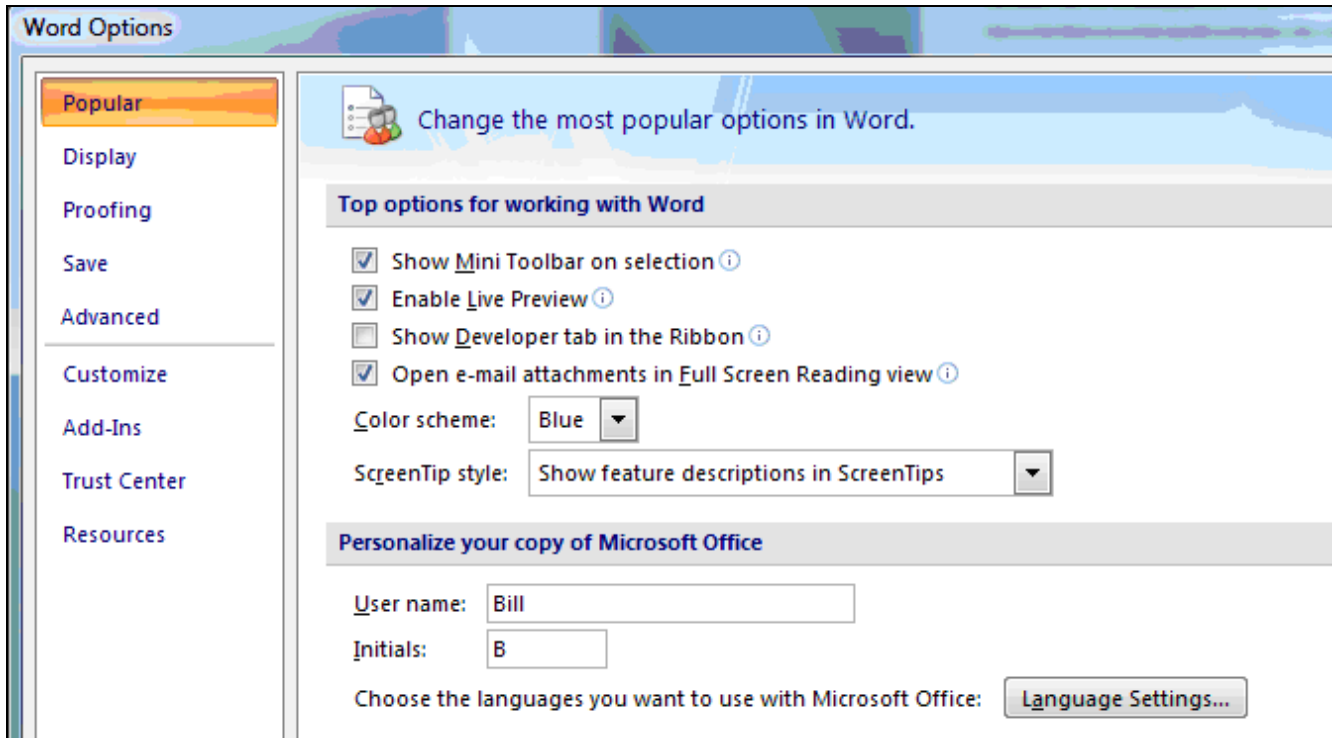 Word Options
Popular
Display
Proofing
Save
Advanced
Customize
Add-Ins
Trust Center
Resources
Change the most popular options in Word.
Top options for working with Word
Show Mini Toolbar on selection
Enable Live Preview
Show Developer tab in the Ribbon
Open e-mail attachments in Full Screen Reading view
Color scheme: Blue
ScreenTip style: Show feature descriptions in ScreenTips
Personalize your copy of Microsoft Office
User name: Bill
Initials: B
Choose the languages you want to use with Microsoft Office: Language Settings...